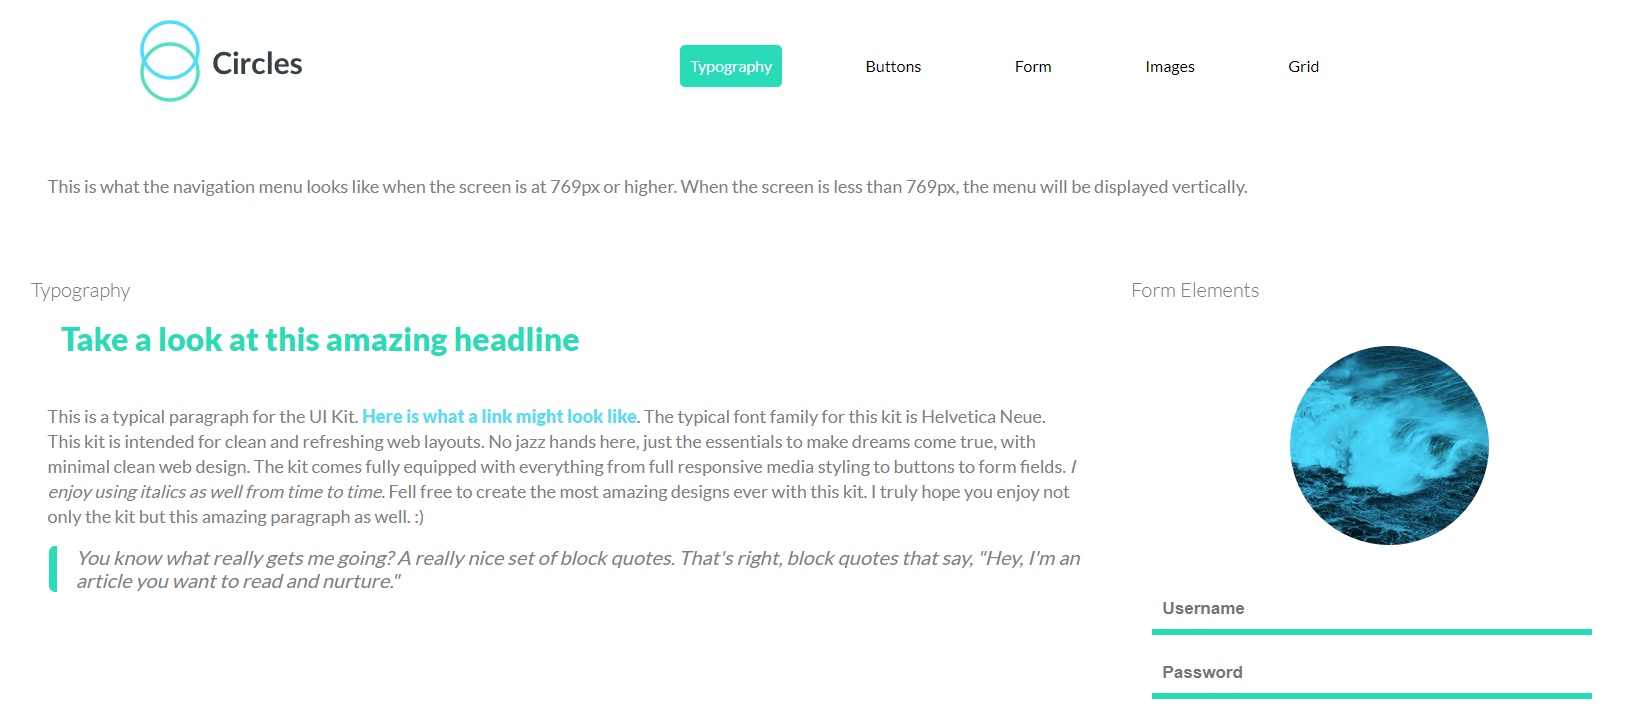 Circles
Typography
Buttons
Form
Images
Grid
This is what the navigation menu looks like when the screen is at 769px or higher. When the screen is less than 769px, the menu will be displayed vertically.
Typography
Take a look at this amazing headline
This is a typical paragraph for the UI Kit. Here is what a link might look like. The typical font family for this kit is Helvetica Neue.
This kit is intended for clean and refreshing web layouts. No jazz hands here, just the essentials to make dreams come true, with
minimal clean web design. The kit comes fully equipped with everything from full responsive media styling to buttons to form fields. I
enjoy using italics as well from time to time. Fell free to create the most amazing designs ever with this kit. I truly hope you enjoy not
only the kit but this amazing paragraph as well. :)
You know what really gets me going? A really nice set of block quotes. That's right, block quotes that say, "Hey, I'm an
article you want to read and nurture."
Form Elements
Username
Password